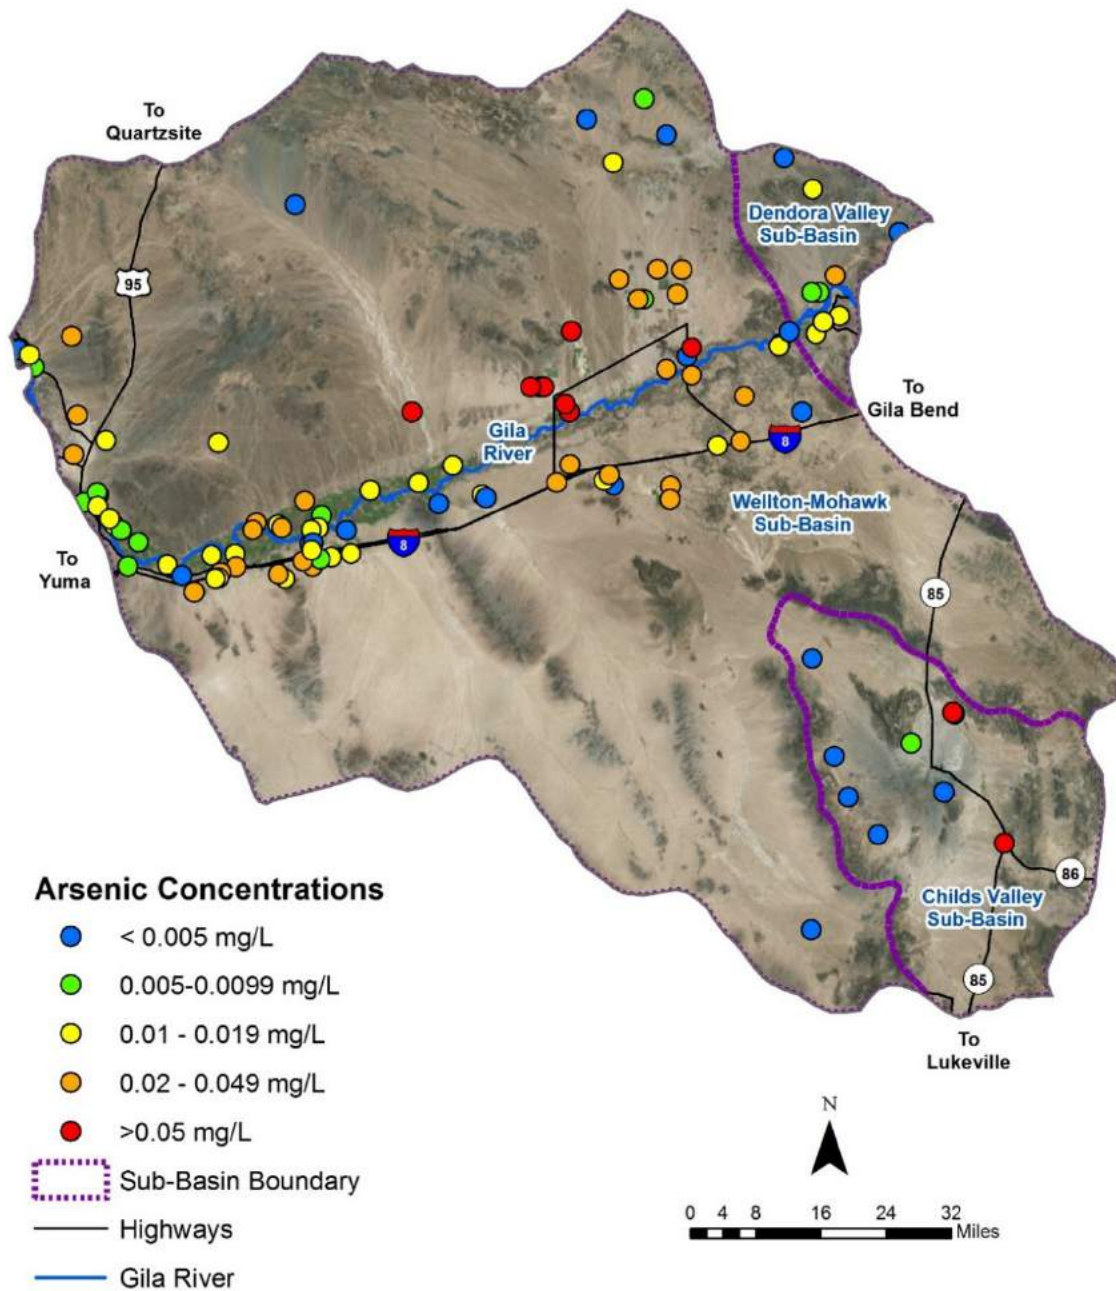 To
Quartzsite
95
Dendora Valley
Sub-Basin
To
Gila Bend
Gila
River
8
Wellton-Mohawk
Sub-Basin
8
To
Yuma
85
Childs Valley
Sub-Basin
86
85
To
Lukeville
Arsenic Concentrations
< 0.005 mg/L
0.005-0.0099 mg/L
0.01 - 0.019 mg/L
0.02 - 0.049 mg/L
>0.05 mg/L
Sub-Basin Boundary
Highways
Gila River
N
0 2 4 8 16 24 32
Miles